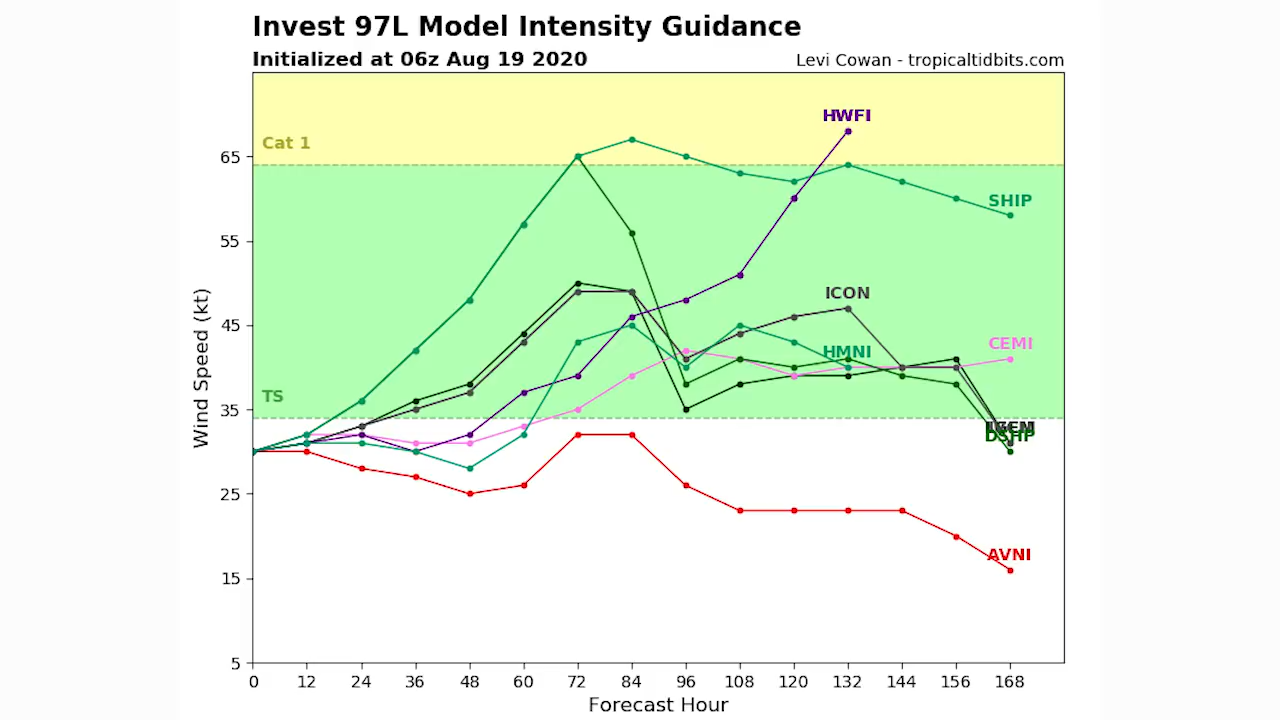 Invest 97L Model Intensity Guidance
Initialized at 06z Aug 19 2020
Levi Cowan - tropicaltidbits.com
HWFI
Cat 1
65
SHIP
55
ICON
45
CEMI
HMNI
TS
35
DSHP
25
AVNI
15
5
0 12 24 36 48 60 72 84 96 108 120 132 144 156 168
Wind Speed (kt)
Forecast Hour